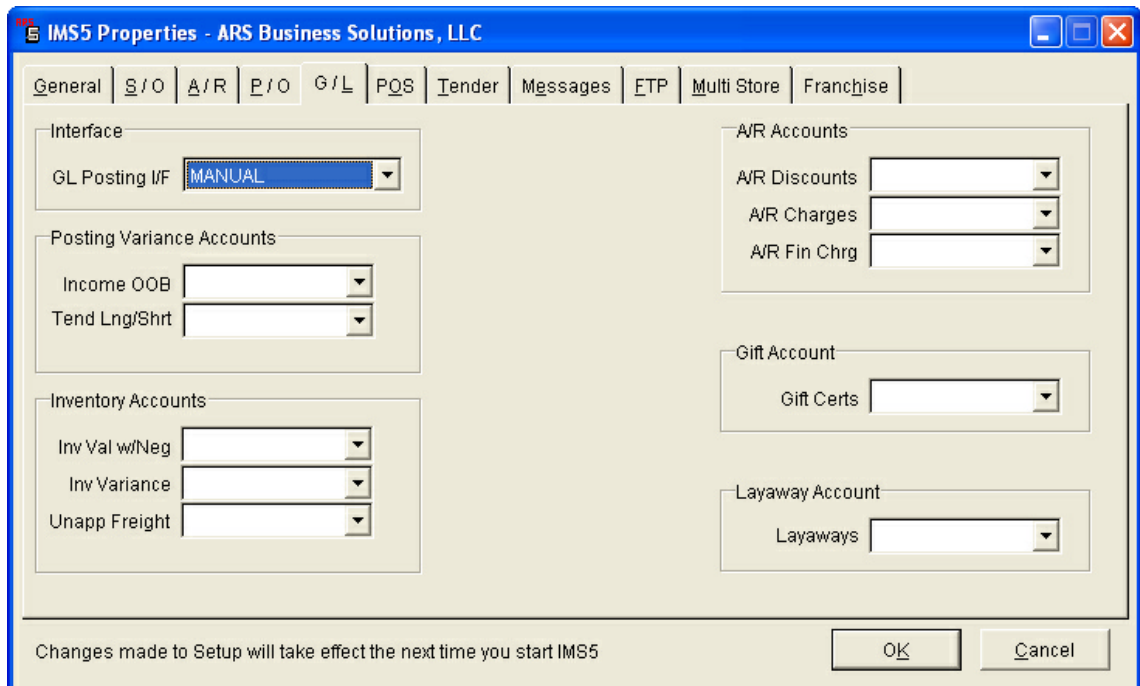 ARS 5 IMS5 Properties - ARS Business Solutions, LLC
General S / O A / R P / O G / L POS Tender Messages FTP Multi Store Franchise
Interface
GL Posting I/F MANUAL
Posting Variance Accounts
Income OOB
Tend Lng/Shrt
Inventory Accounts
Inv Val w/Neg
Inv Variance
Unapp Freight
A/R Accounts
A/R Discounts
A/R Charges
A/R Fin Chrg
Gift Account
Gift Certs
Layaway Account
Layaways
Changes made to Setup will take effect the next time you start IMS5
OK Cancel